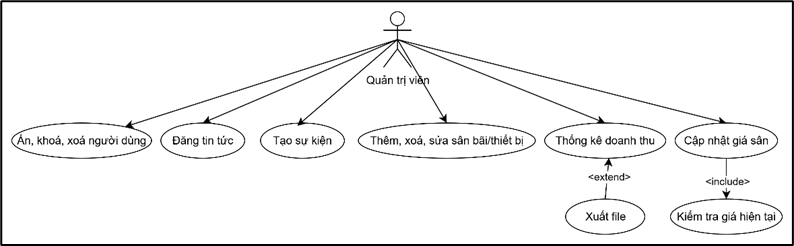 Quản trị viên
Ẩn, khoá, xoá người dùng
Đăng tin tức
Tạo sự kiện
Thêm, xoá, sửa sân bãi/thiết bị
Thống kê doanh thu
Cập nhật giá sân
<extend>
<include>
Xuất file
Kiểm tra giá hiện tại